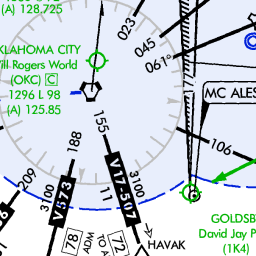 (A) 128.725
OKLAHOMA CITY
Will Rogers World
(OKC) C
1296 L 98
(A) 125.85
023
045
061°
MC ALES
155
188
106
209
V17-507
3100
V573
3100
11
78
ADM
TO A
72
HAVAK
GOLDSB
David Jay P
(1K4)